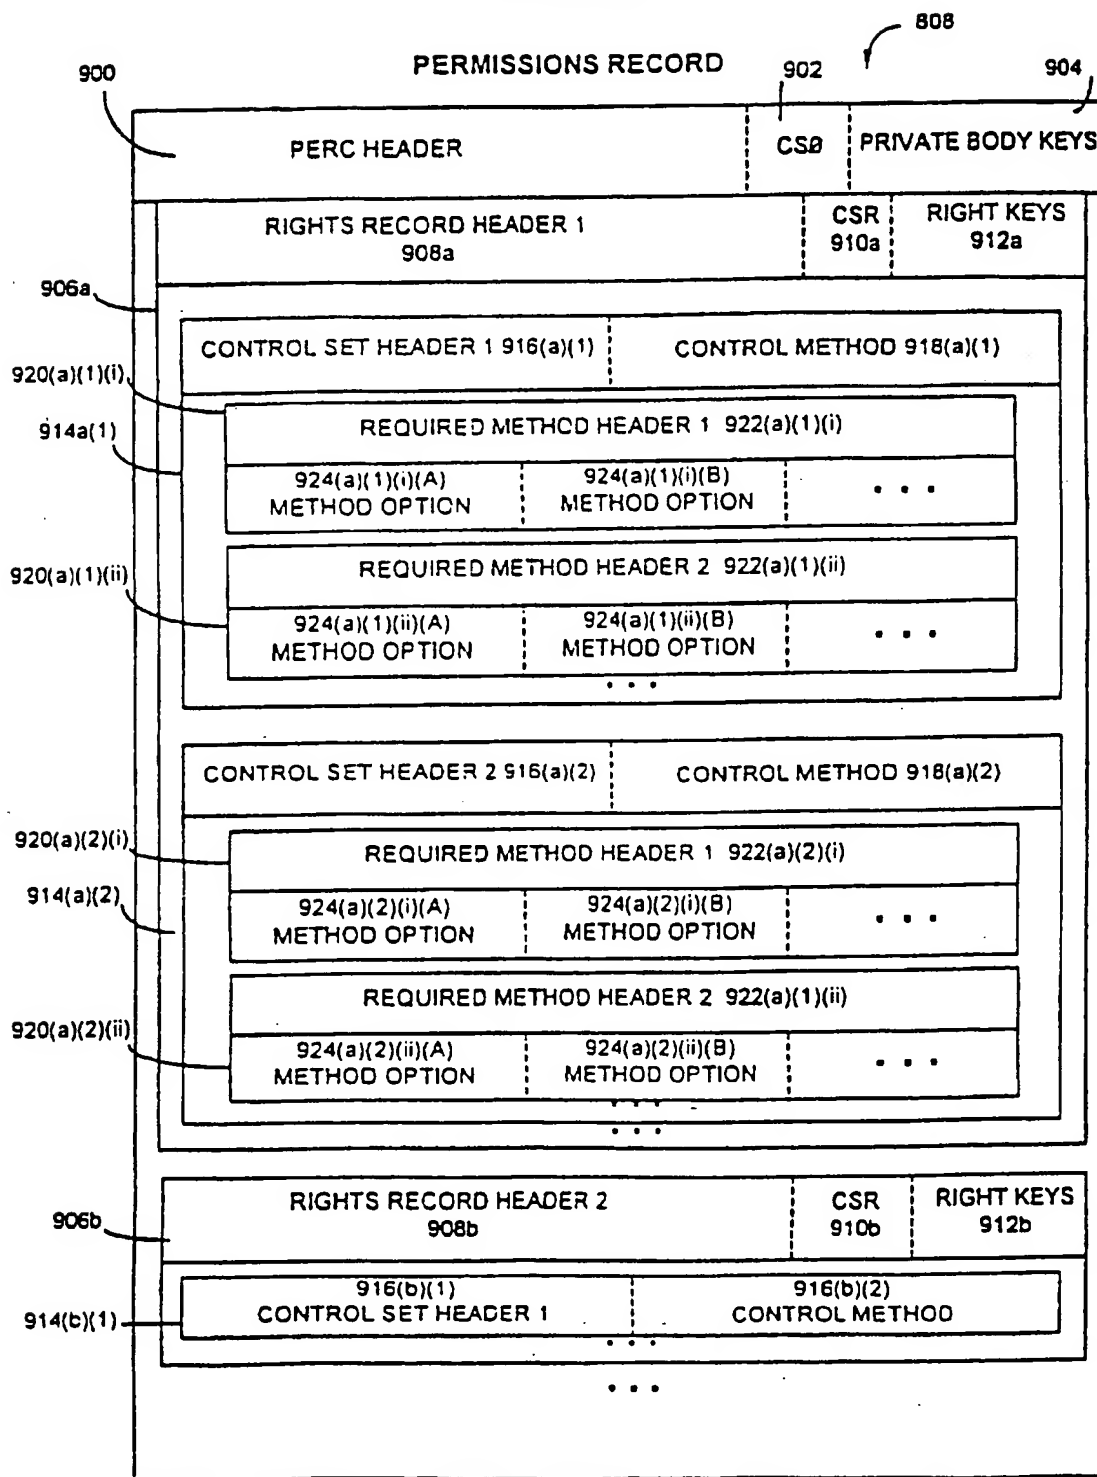 808
PERMISSIONS RECORD
900
902
904
PERC HEADER
CSØ
PRIVATE BODY KEYS
RIGHTS RECORD HEADER 1
908a
CSR
910a
RIGHT KEYS
912a
906a
CONTROL SET HEADER 1 916(a)(1)
CONTROL METHOD 918(a)(1)
920(a)(1)(i)
REQUIRED METHOD HEADER 1 922(a)(1)(i)
914a(1)
924(a)(1)(i)(A)
METHOD OPTION
924(a)(1)(i)(B)
METHOD OPTION
. . .
REQUIRED METHOD HEADER 2 922(a)(1)(ii)
920(a)(1)(ii)
924(a)(1)(ii)(A)
METHOD OPTION
924(a)(1)(ii)(B)
METHOD OPTION
. . .
. . .
CONTROL SET HEADER 2 916(a)(2)
CONTROL METHOD 918(a)(2)
920(a)(2)(i)
REQUIRED METHOD HEADER 1 922(a)(2)(i)
914(a)(2)
924(a)(2)(i)(A)
METHOD OPTION
924(a)(2)(i)(B)
METHOD OPTION
. . .
REQUIRED METHOD HEADER 2 922(a)(1)(ii)
920(a)(2)(ii)
924(a)(2)(ii)(A)
METHOD OPTION
924(a)(2)(ii)(B)
METHOD OPTION
. . .
. . .
. . .
RIGHTS RECORD HEADER 2
908b
CSR
910b
RIGHT KEYS
912b
906b
916(b)(1)
CONTROL SET HEADER 1
916(b)(2)
CONTROL METHOD
914(b)(1)
. . .
. . .